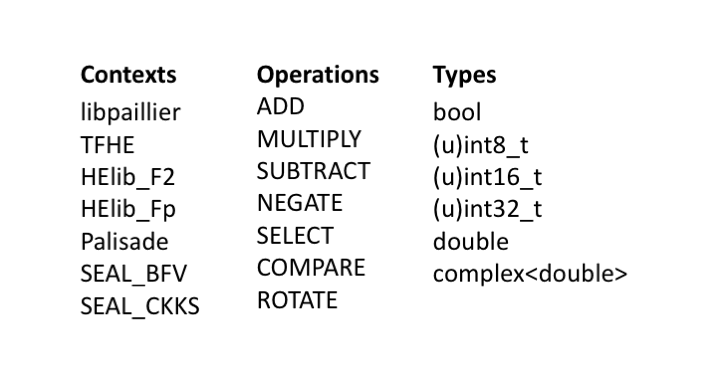 Contexts
libpaillier
TFHE
HElib_F2
HElib_Fp
Palisade
SEAL_BFV
SEAL_CKKS
Operations
ADD
MULTIPLY
SUBTRACT
NEGATE
SELECT
COMPARE
ROTATE
Types
bool
(u)int8_t
(u)int16_t
(u)int32_t
double
complex<double>